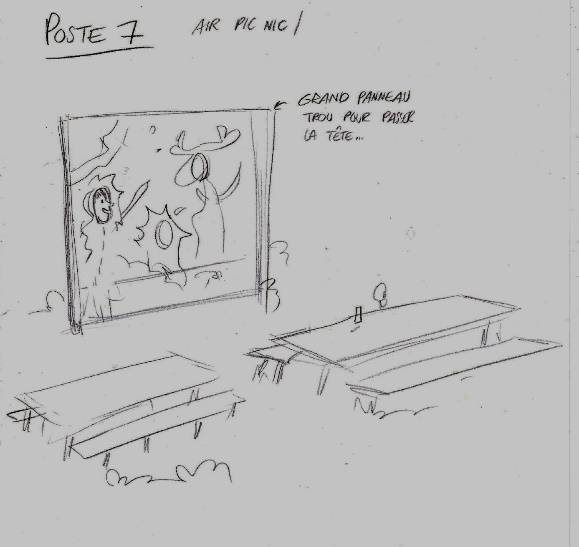 POSTE 7
AIR PIC NIC /
GRAND PANNEAU
TROU POUR PASSER
LA TÊTE...